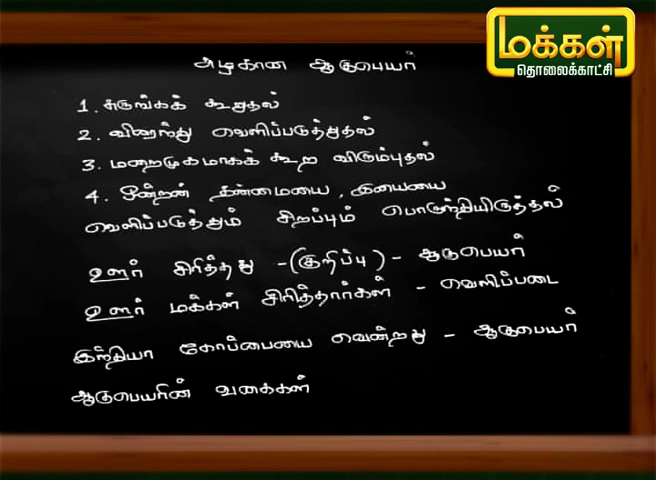 மக்கள்
தொலைக்காட்சி
அழகான ஆகுபெயர்
1. சுருங்கக் கூறுதல்
2. விரைந்து வெளிப்படுத்துதல்
3. மறைமுகமாகக் கூற விரும்புதல்
4. ஒன்றன் தன்மையை, இயைபை
வெளிப்படுத்தும் சிறப்பும் பொருந்தியிருத்தல்
ஊர் சிரித்தது - (குறிப்பு) - ஆகுபெயர்
ஊர் மக்கள் சிரித்தார்கள் - வெளிப்படை
இந்தியா கோப்பையை வென்றது - ஆகுபெயர்
ஆகுபெயரின் வகைகள்